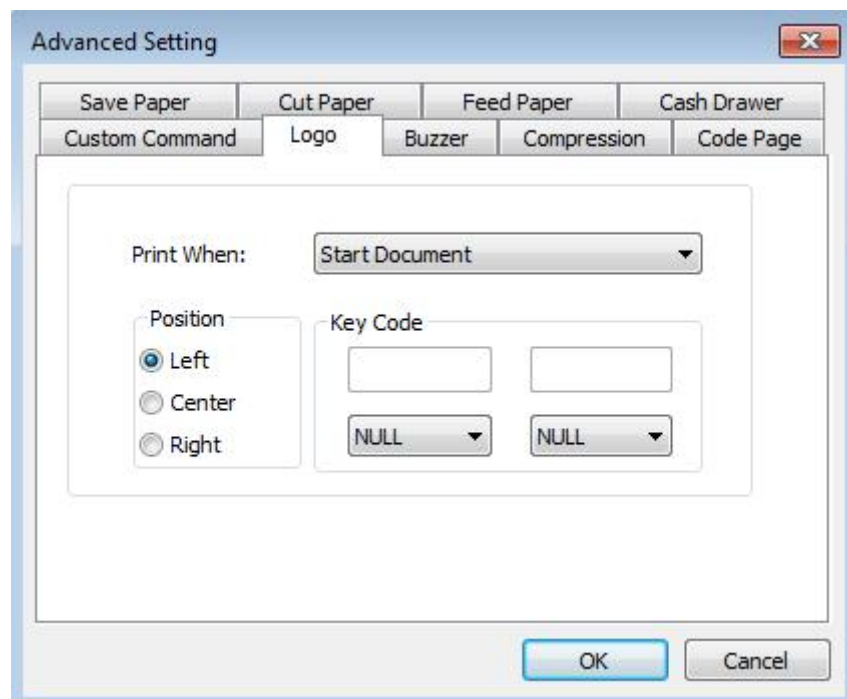 Advanced Setting
Save Paper Cut Paper Feed Paper Cash Drawer
Custom Command Logo Buzzer Compression Code Page
Print When: Start Document
Position Key Code
Left
Center
Right NULL NULL
OK Cancel